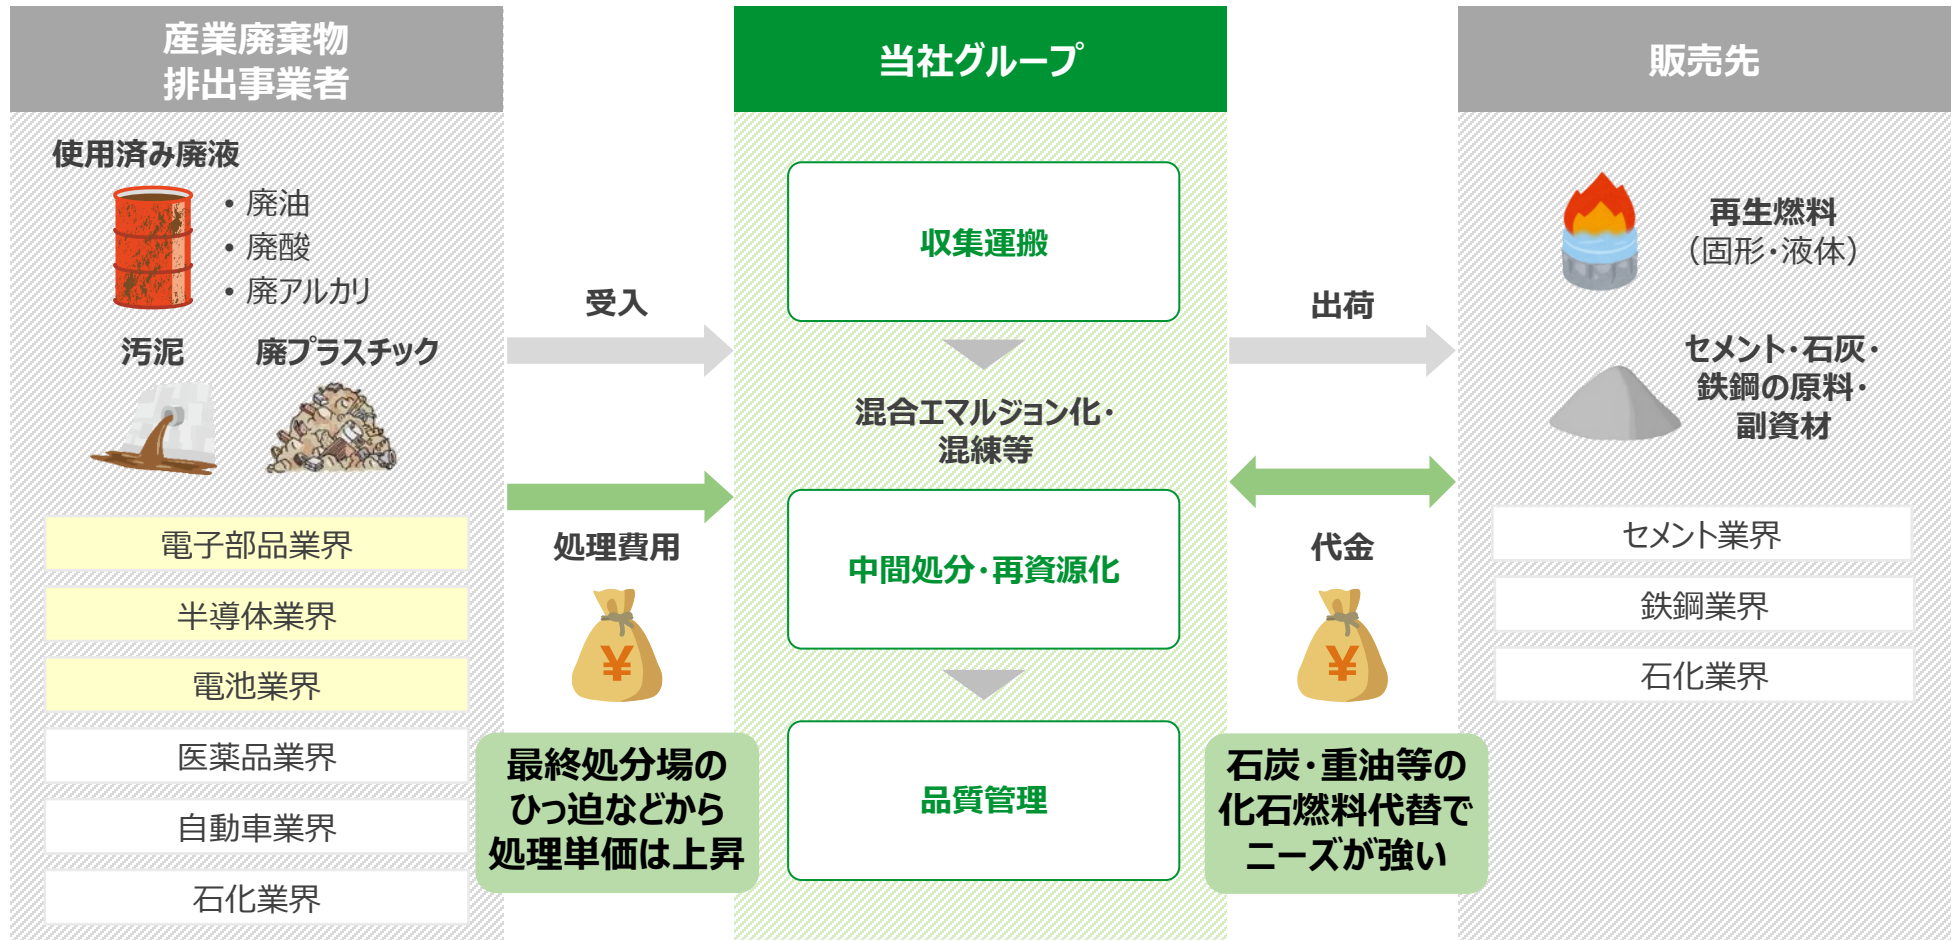 産業廃棄物
排出事業者
使用済み廃液
・廃油
・廃酸
・廃アルカリ
汚泥
廃プラスチック
電子部品業界
半導体業界
電池業界
医薬品業界
自動車業界
石化業界
受入
処理費用
¥
最終処分場の
ひっ迫などから
処理単価は上昇
当社グループ
収集運搬
混合エマルジョン化・
混練等
中間処分・再資源化
品質管理
出荷
代金
¥
石炭・重油等の
化石燃料代替で
ニーズが強い
販売先
再生燃料
（固形・液体）
セメント・石灰・
鉄鋼の原料・
副資材
セメント業界
鉄鋼業界
石化業界